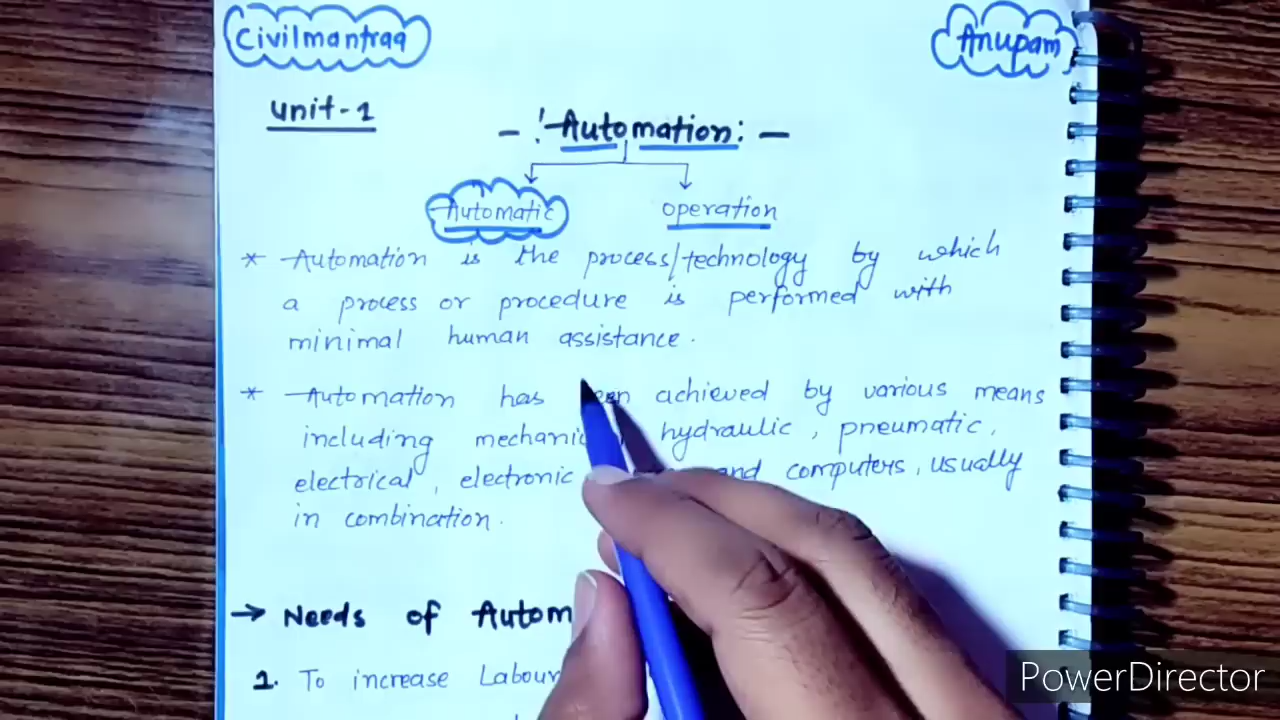 Civilmantraa
Anupam
Unit-1
-:Automation:-
Automatic operation
* Automation is the process/technology by which
a process or procedure is performed with
minimal human assistance.
* Automation has achieved by various means
including hydraulic, pneumatic,
electrical, electronic and computers, usually
in combination.
→ Needs of
1. To increase Labour
PowerDirector